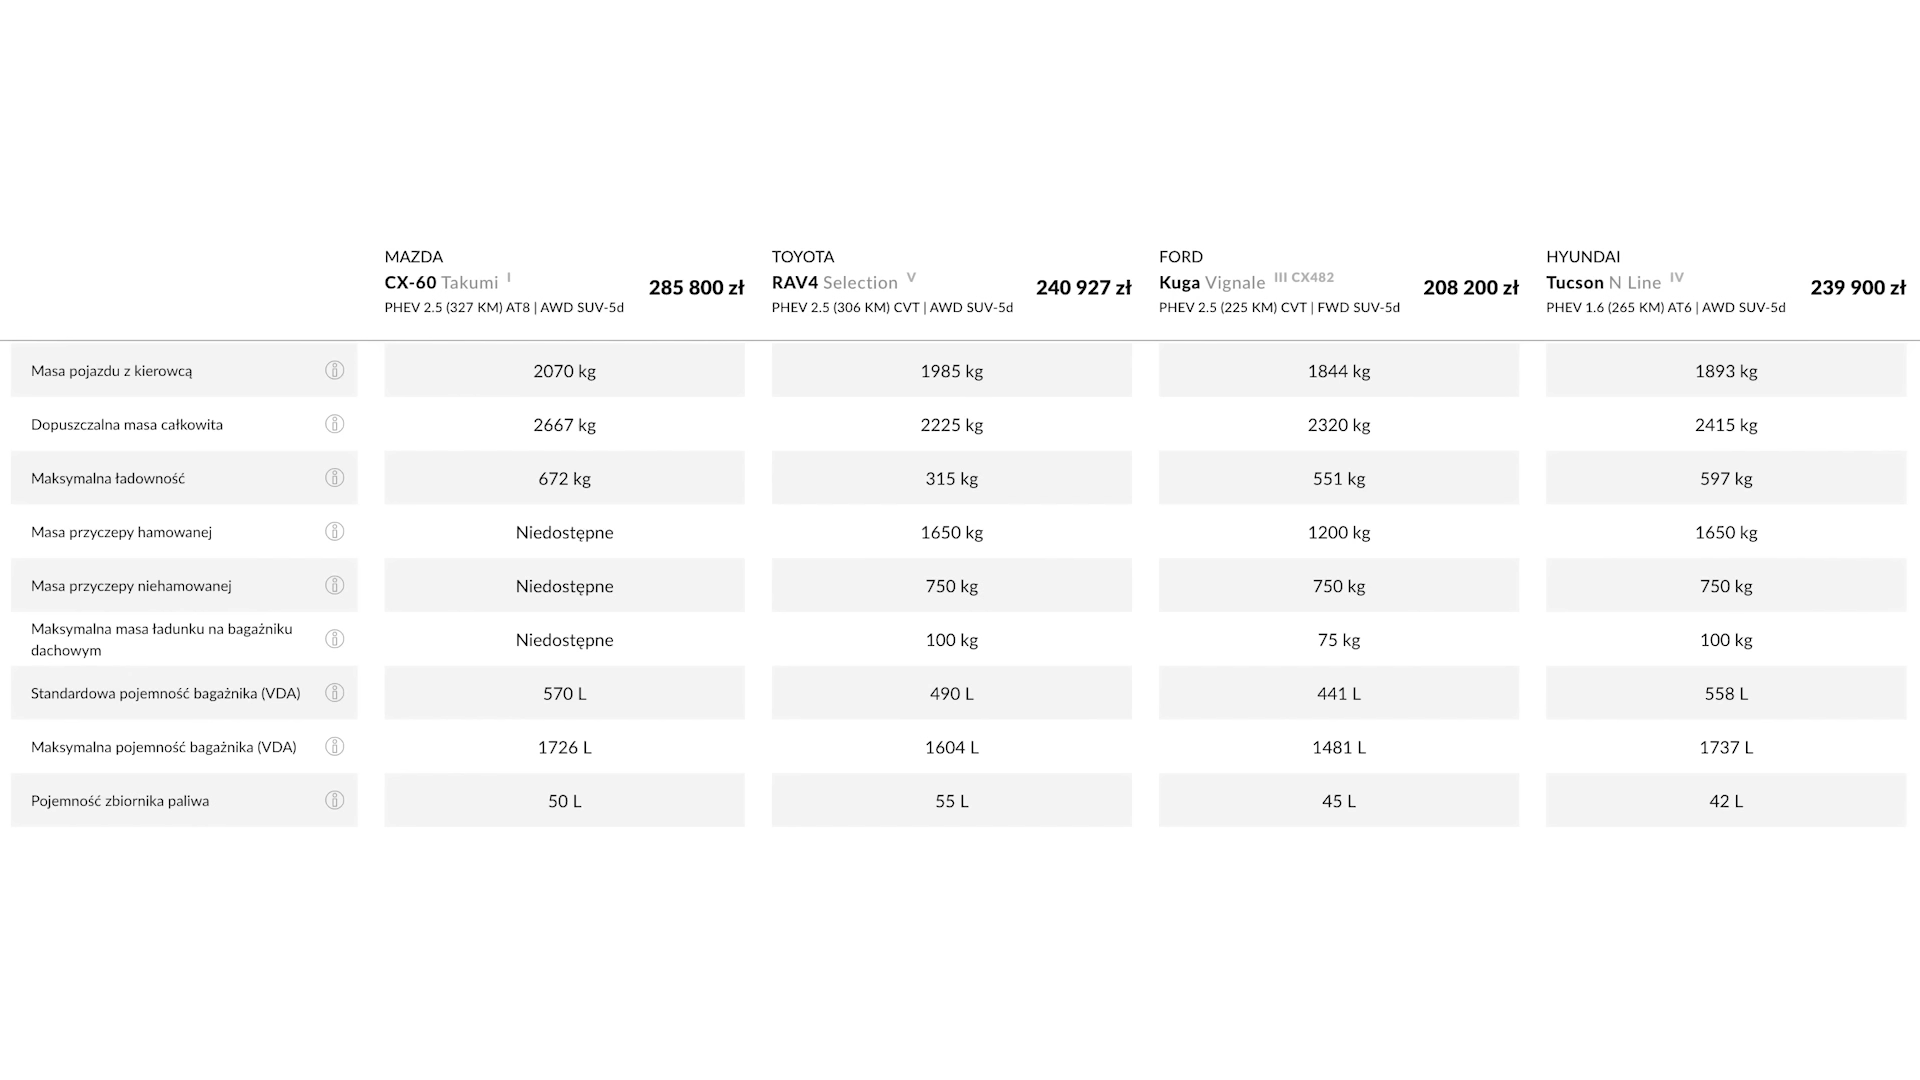 MAZDA
CX-60 Takumi I
285 800 zł
PHEV 2.5 (327 KM) AT8 | AWD SUV-5d
TOYOTA
RAV4 Selection V
240 927 zł
PHEV 2.5 (306 KM) CVT | AWD SUV-5d
FORD
Kuga Vignale III CX482
208 200 zł
PHEV 2.5 (225 KM) CVT | FWD SUV-5d
HYUNDAI
Tucson N Line IV
239 900 zł
PHEV 1.6 (265 KM) AT6 | AWD SUV-5d
Masa pojazdu z kierowcą 2070 kg 1985 kg 1844 kg 1893 kg
Dopuszczalna masa całkowita 2667 kg 2225 kg 2320 kg 2415 kg
Maksymalna ładowność 672 kg 315 kg 551 kg 597 kg
Masa przyczepy hamowanej Niedostępne 1650 kg 1200 kg 1650 kg
Masa przyczepy niehamowanej Niedostępne 750 kg 750 kg 750 kg
Maksymalna masa ładunku na bagażniku
dachowym
Niedostępne 100 kg 75 kg 100 kg
Standardowa pojemność bagażnika (VDA) 570 L 490 L 441 L 558 L
Maksymalna pojemność bagażnika (VDA) 1726 L 1604 L 1481 L 1737 L
Pojemność zbiornika paliwa 50 L 55 L 45 L 42 L